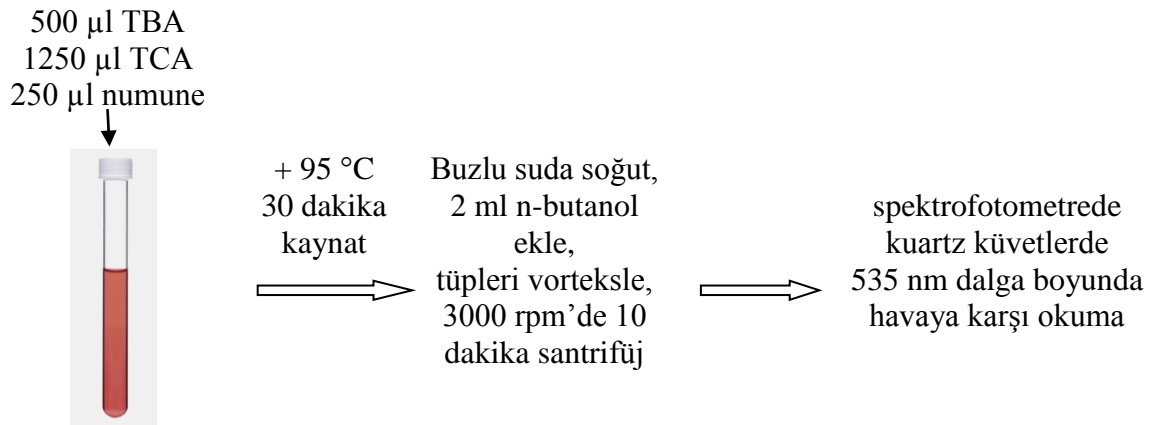 500 µl TBA
1250 µl TCA
250 µl numune
+ 95 °C
30 dakika
kaynat
Buzlu suda soğut,
2 ml n-butanol
ekle,
tüpleri vorteksle,
3000 rpm’de 10
dakika santrifüj
spektrofotometrede
kuartz küvetlerde
535 nm dalga boyunda
havaya karşı okuma